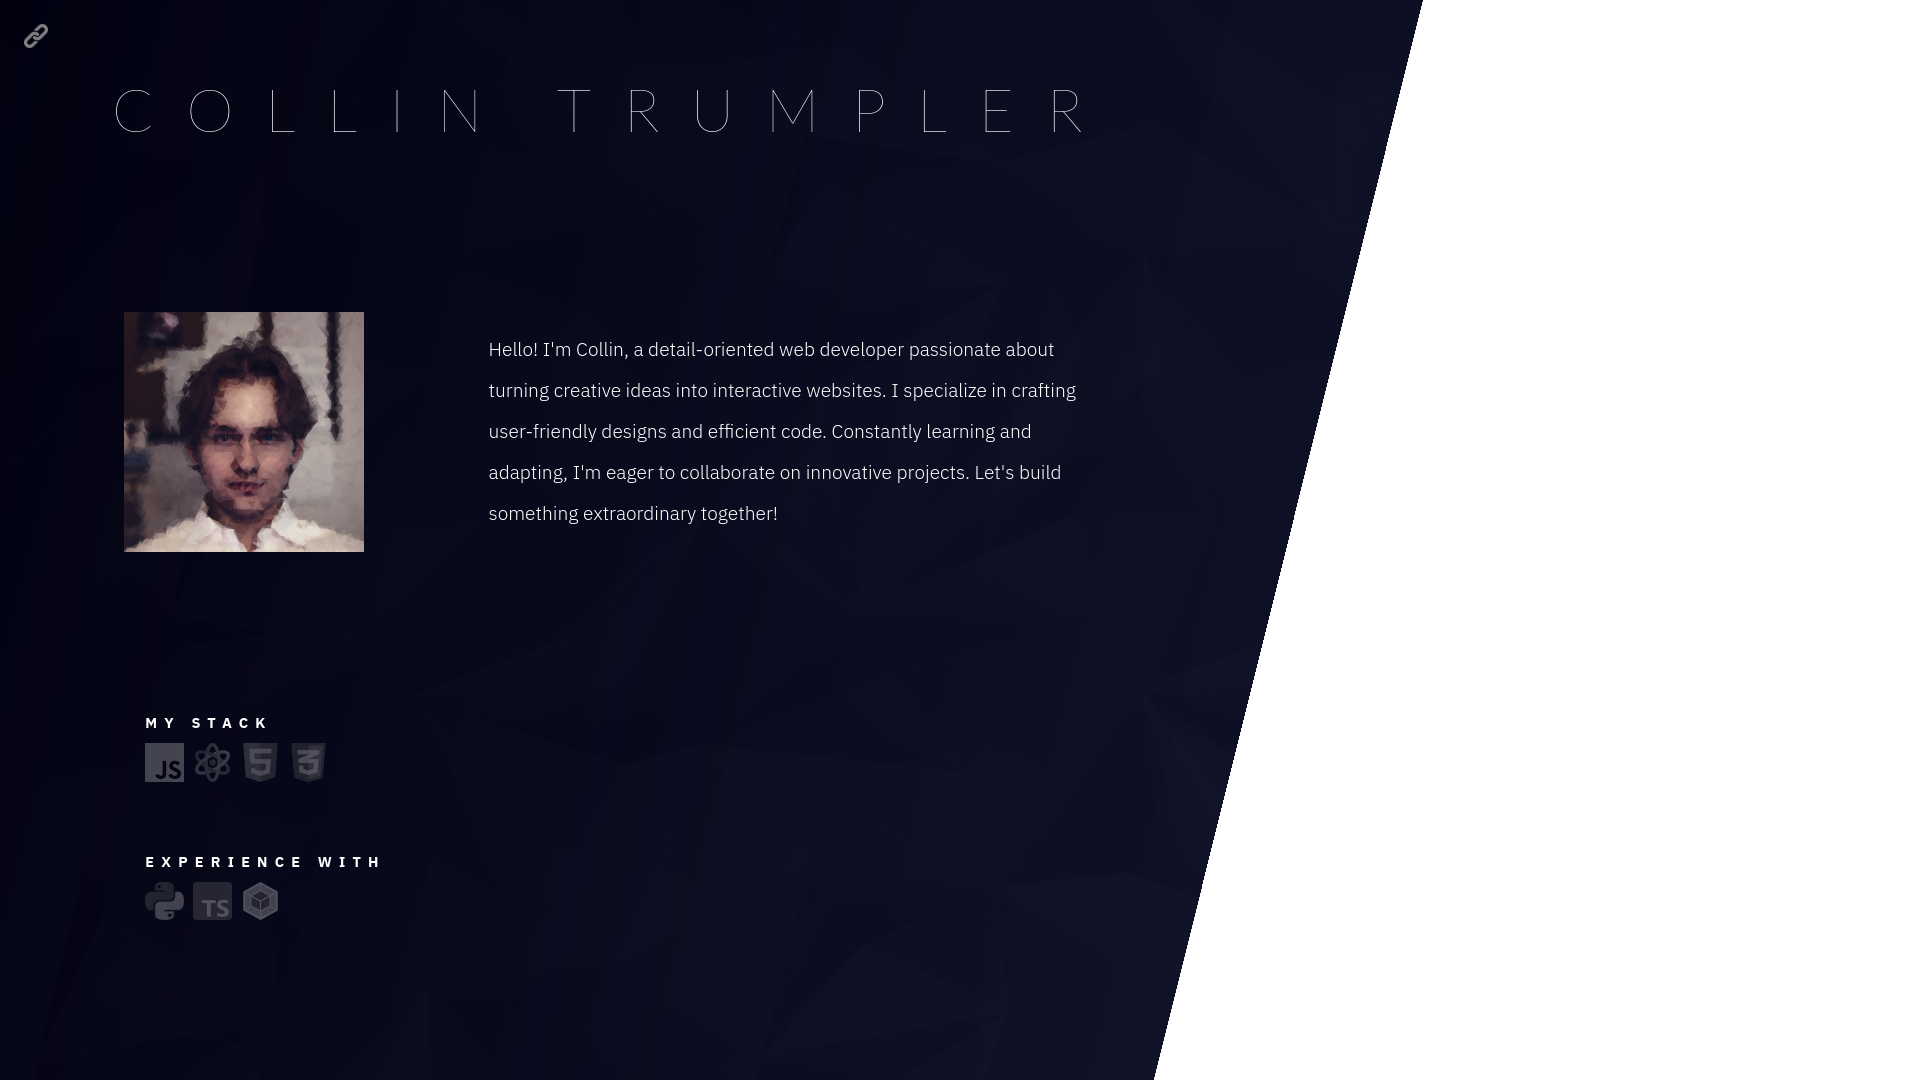 COLLIN TRUMPLER
Hello! I'm Collin, a detail-oriented web developer passionate about
turning creative ideas into interactive websites. I specialize in crafting
user-friendly designs and efficient code. Constantly learning and
adapting, I'm eager to collaborate on innovative projects. Let's build
something extraordinary together!
MY STACK
JS 5 3
EXPERIENCE WITH
TS